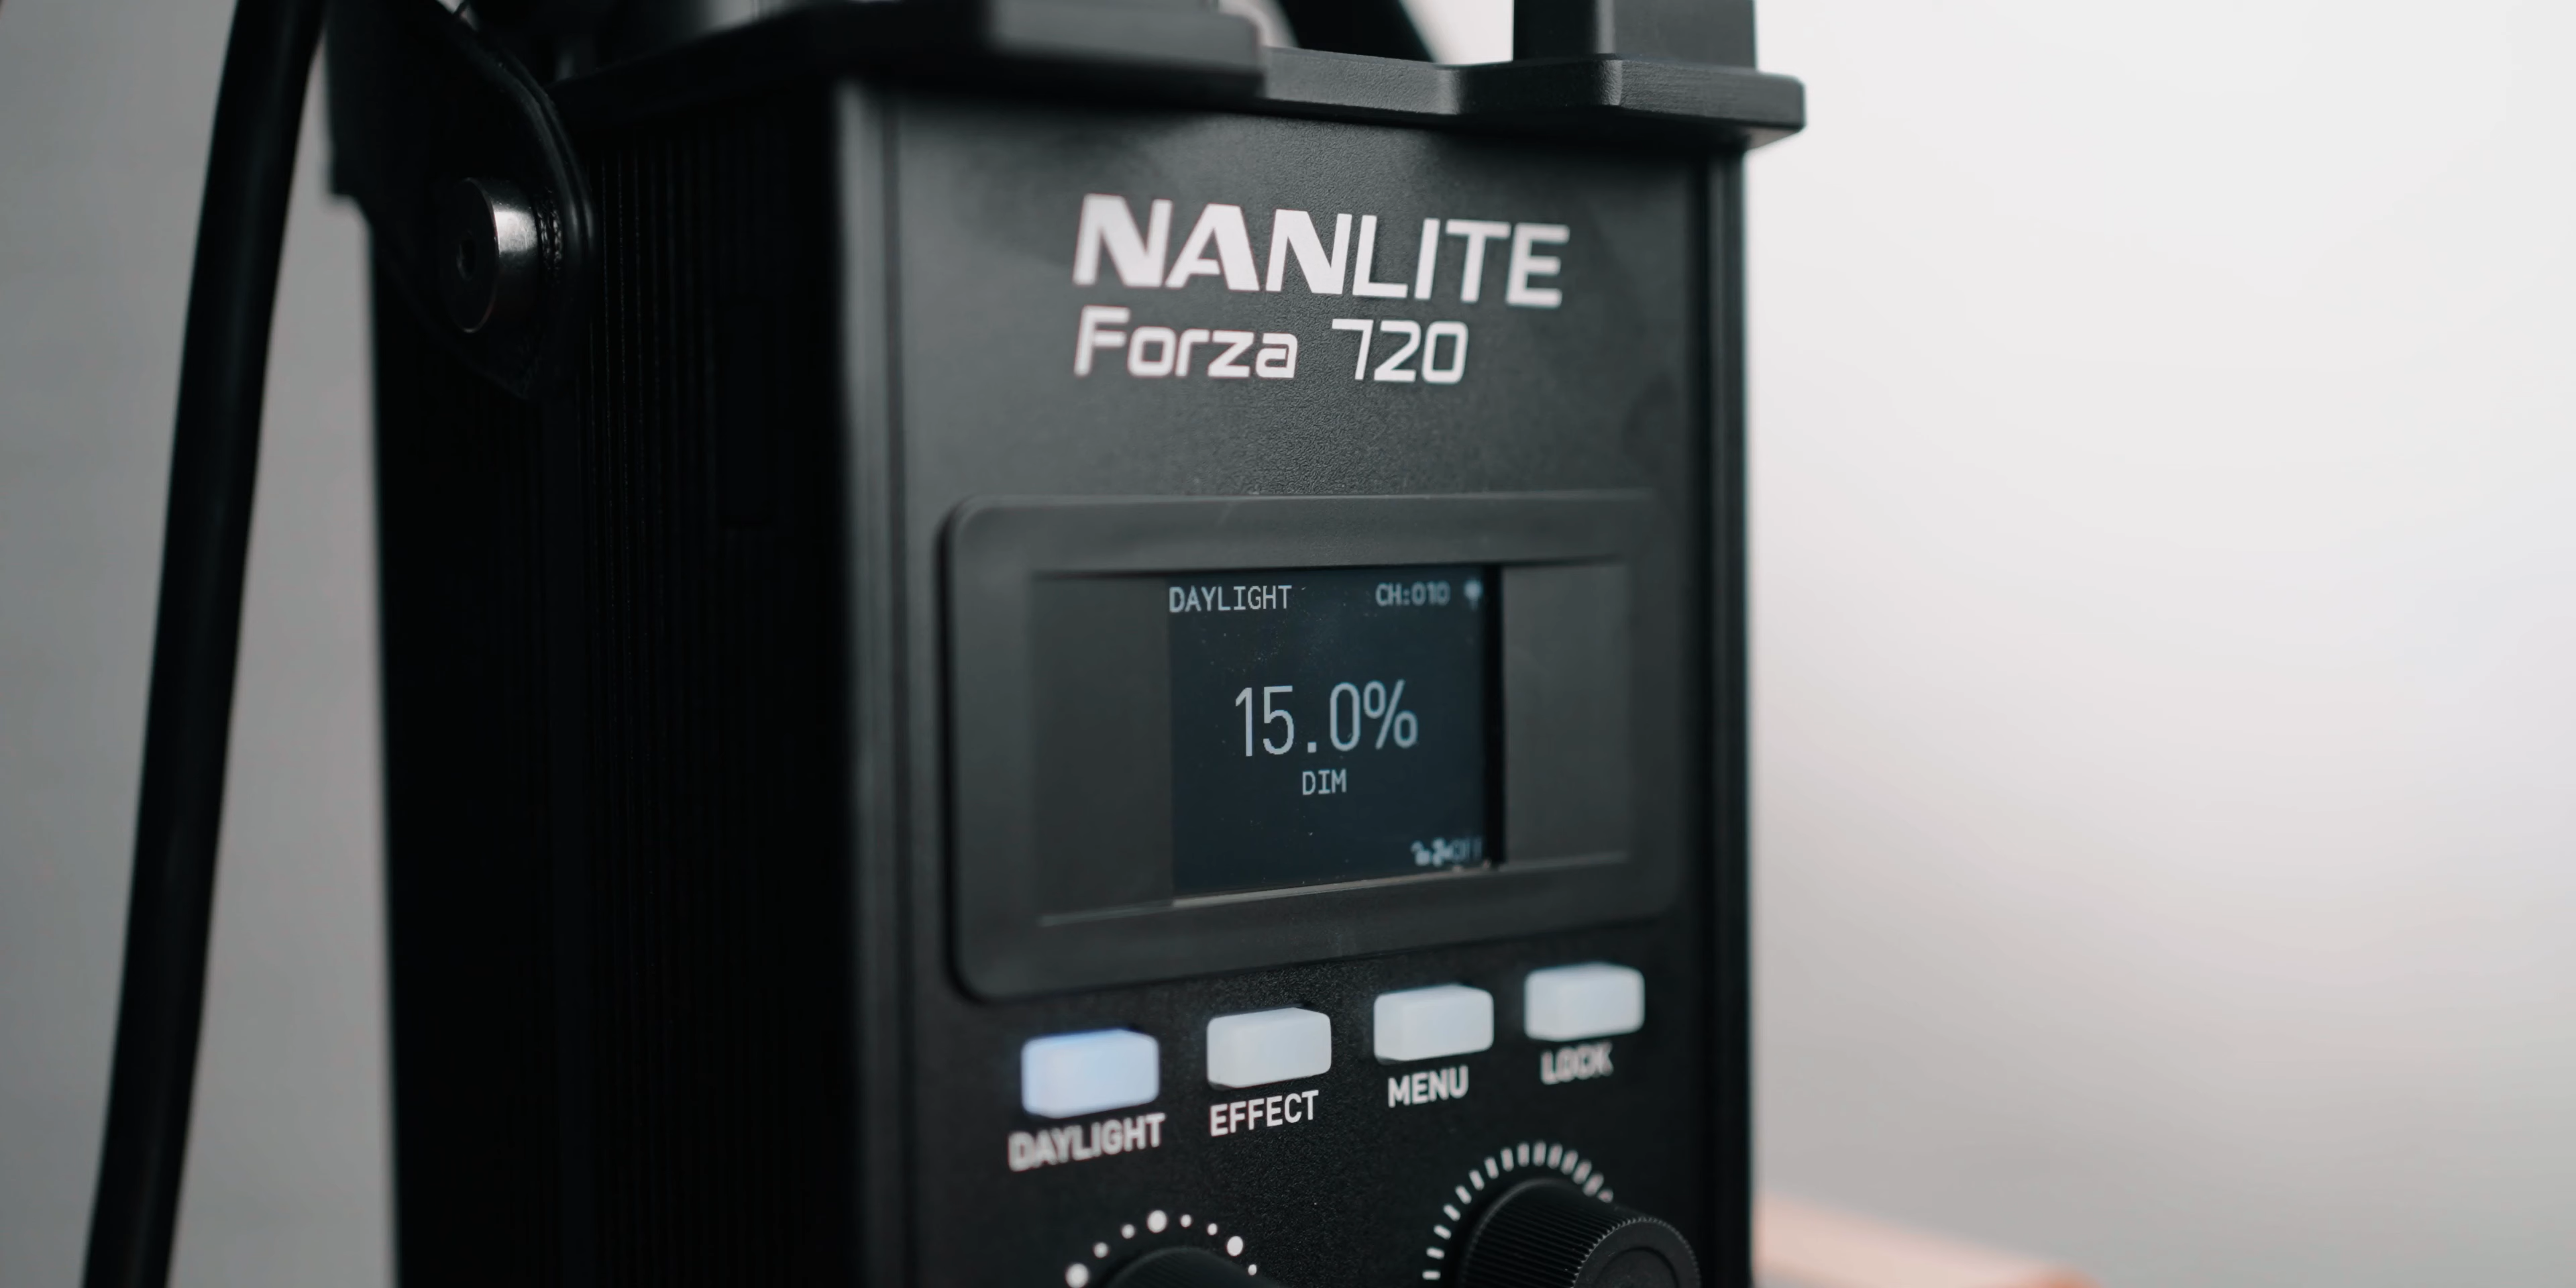 NANLITE
Forza 720
DAYLIGHT CH:010
15.0%
DIM
DAYLIGHT EFFECT MENU LOCK